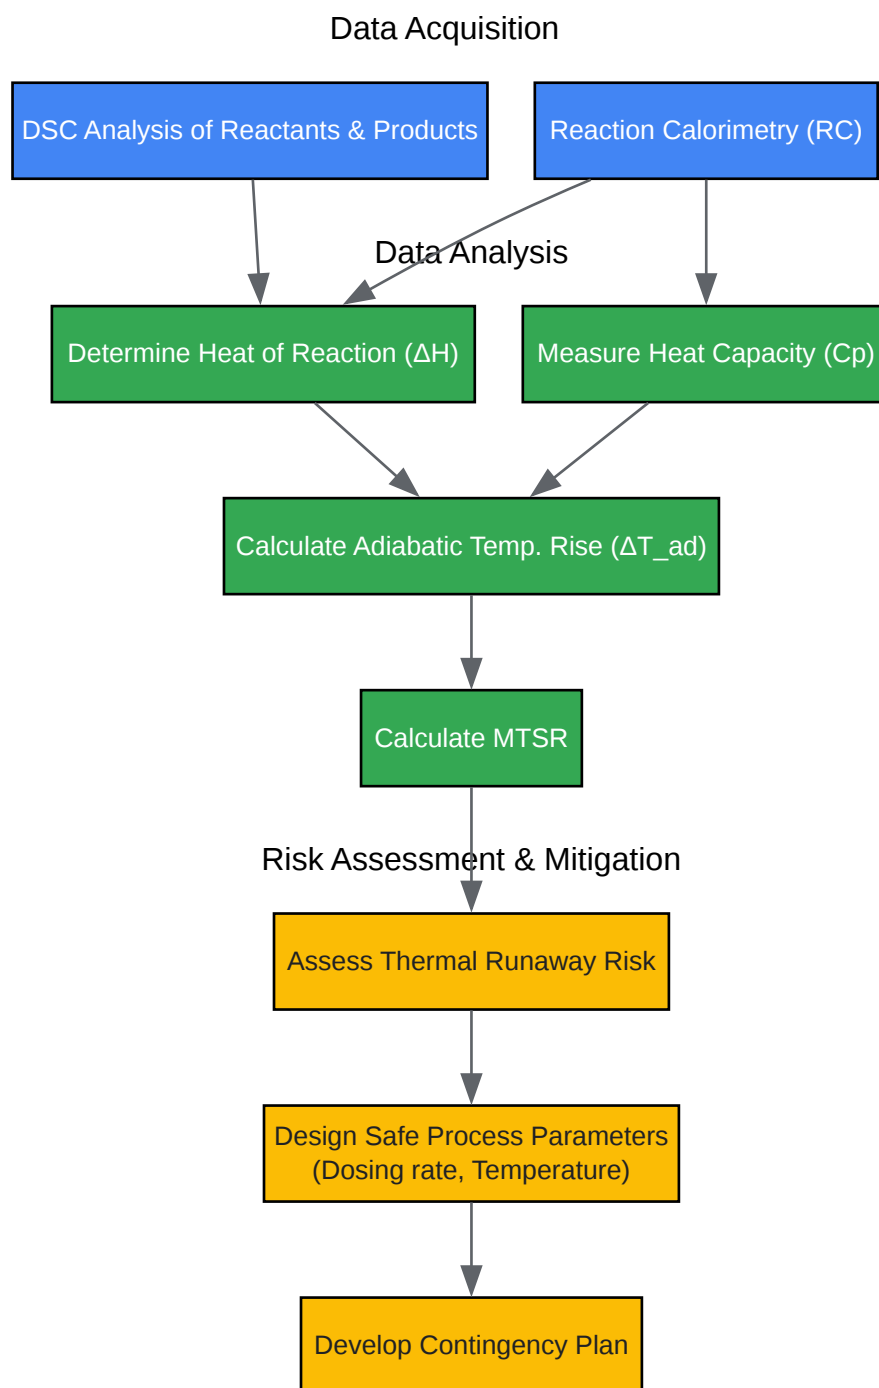 Data Acquisition
DSC Analysis of Reactants & Products
Reaction Calorimetry (RC)
Data Analysis
Determine Heat of Reaction (ΔH)
Measure Heat Capacity (Cp)
Calculate Adiabatic Temp. Rise (ΔT_ad)
Calculate MTSR
Risk Assessment & Mitigation
Assess Thermal Runaway Risk
Design Safe Process Parameters
(Dosing rate, Temperature)
Develop Contingency Plan